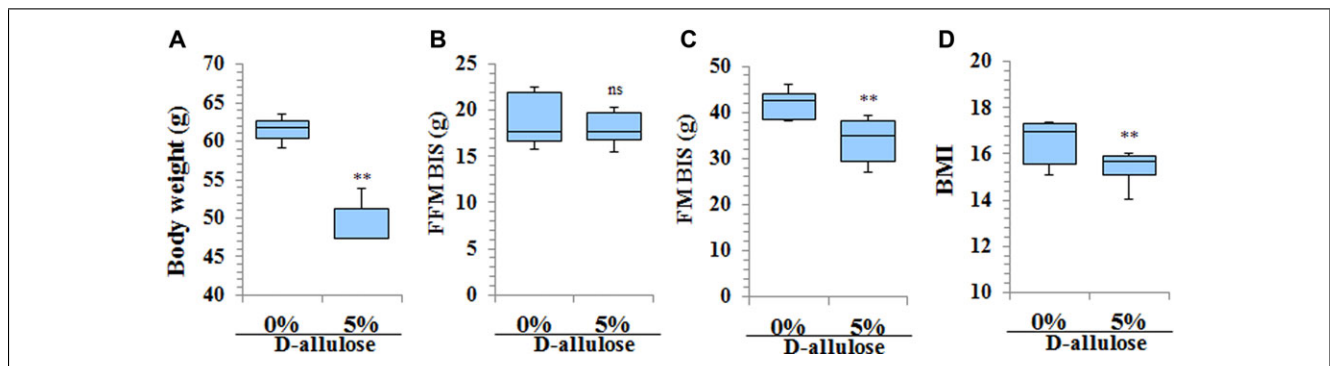 A
Body weight (g)
70
65
60
55
50
45
40
**
0% 5%
D-allulose
B
FFM BIS (g)
25
20
15
10
5
0
ns
0% 5%
D-allulose
C
FM BIS (g)
50
40
30
20
10
0
**
0% 5%
D-allulose
D
BMI
20
18
16
14
12
10
**
0% 5%
D-allulose